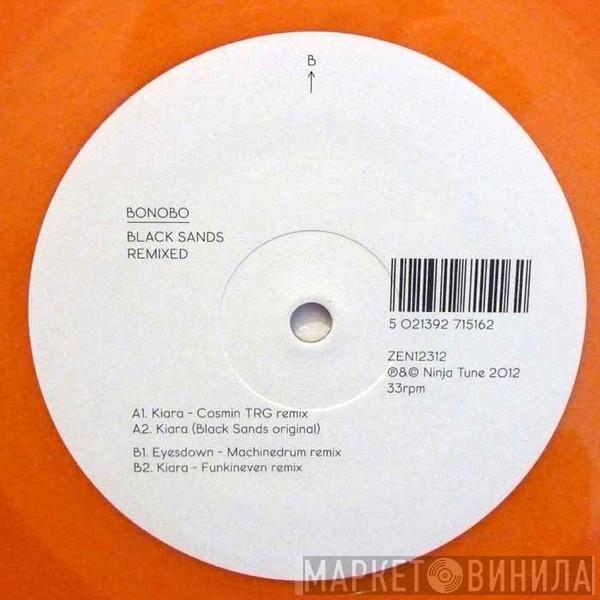 B
BONOBO
BLACK SANDS
REMIXED
5 021392 715162
ZEN12312
℗&© Ninja Tune 2012
33rpm
A1. Kiara - Cosmin TRG remix
A2. Kiara (Black Sands original)
B1. Eyesdown - Machinedrum remix
B2. Kiara - Funkineven remix
МАРКЕТ ВИНИЛА